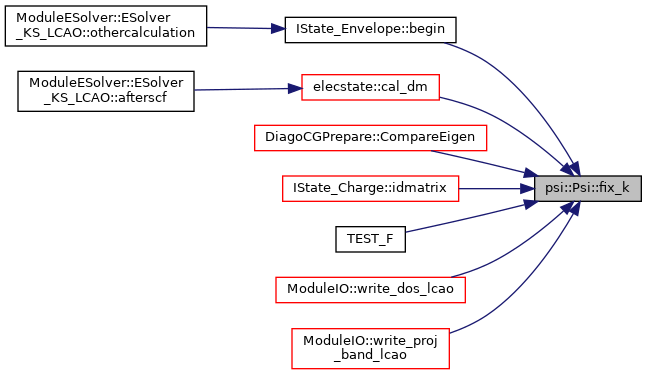 ModuleESolver::ESolver
_KS_LCAO::othercalculation
IState_Envelope::begin
ModuleESolver::ESolver
_KS_LCAO::afterscf
elecstate::cal_dm
DiagoCGPrepare::CompareEigen
IState_Charge::idmatrix
psi::Psi::fix_k
TEST_F
ModuleIO::write_dos_lcao
ModuleIO::write_proj
_band_lcao